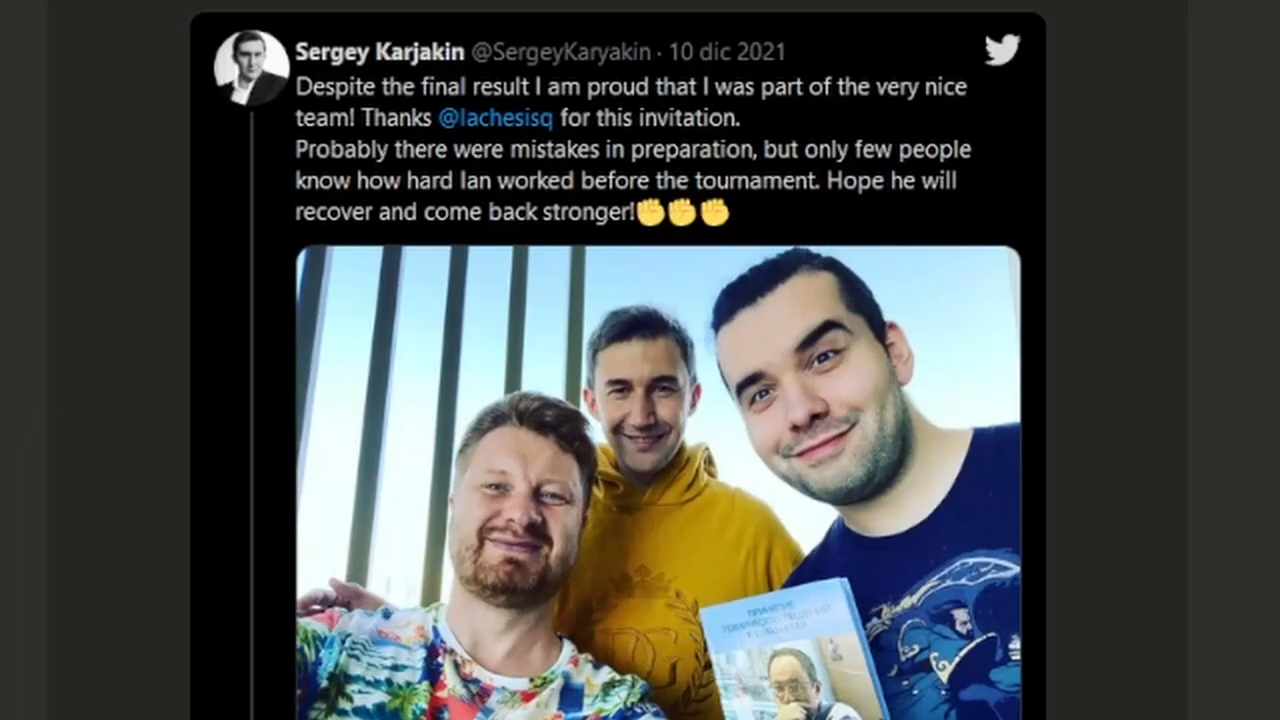 Sergey Karjakin @SergeyKaryakin · 10 dic 2021
Despite the final result I am proud that I was part of the very nice
team! Thanks @lachesisq for this invitation.
Probably there were mistakes in preparation, but only few people
know how hard Ian worked before the tournament. Hope he will
recover and come back stronger!✊✊✊
DG
ПРИНЯТИЕ